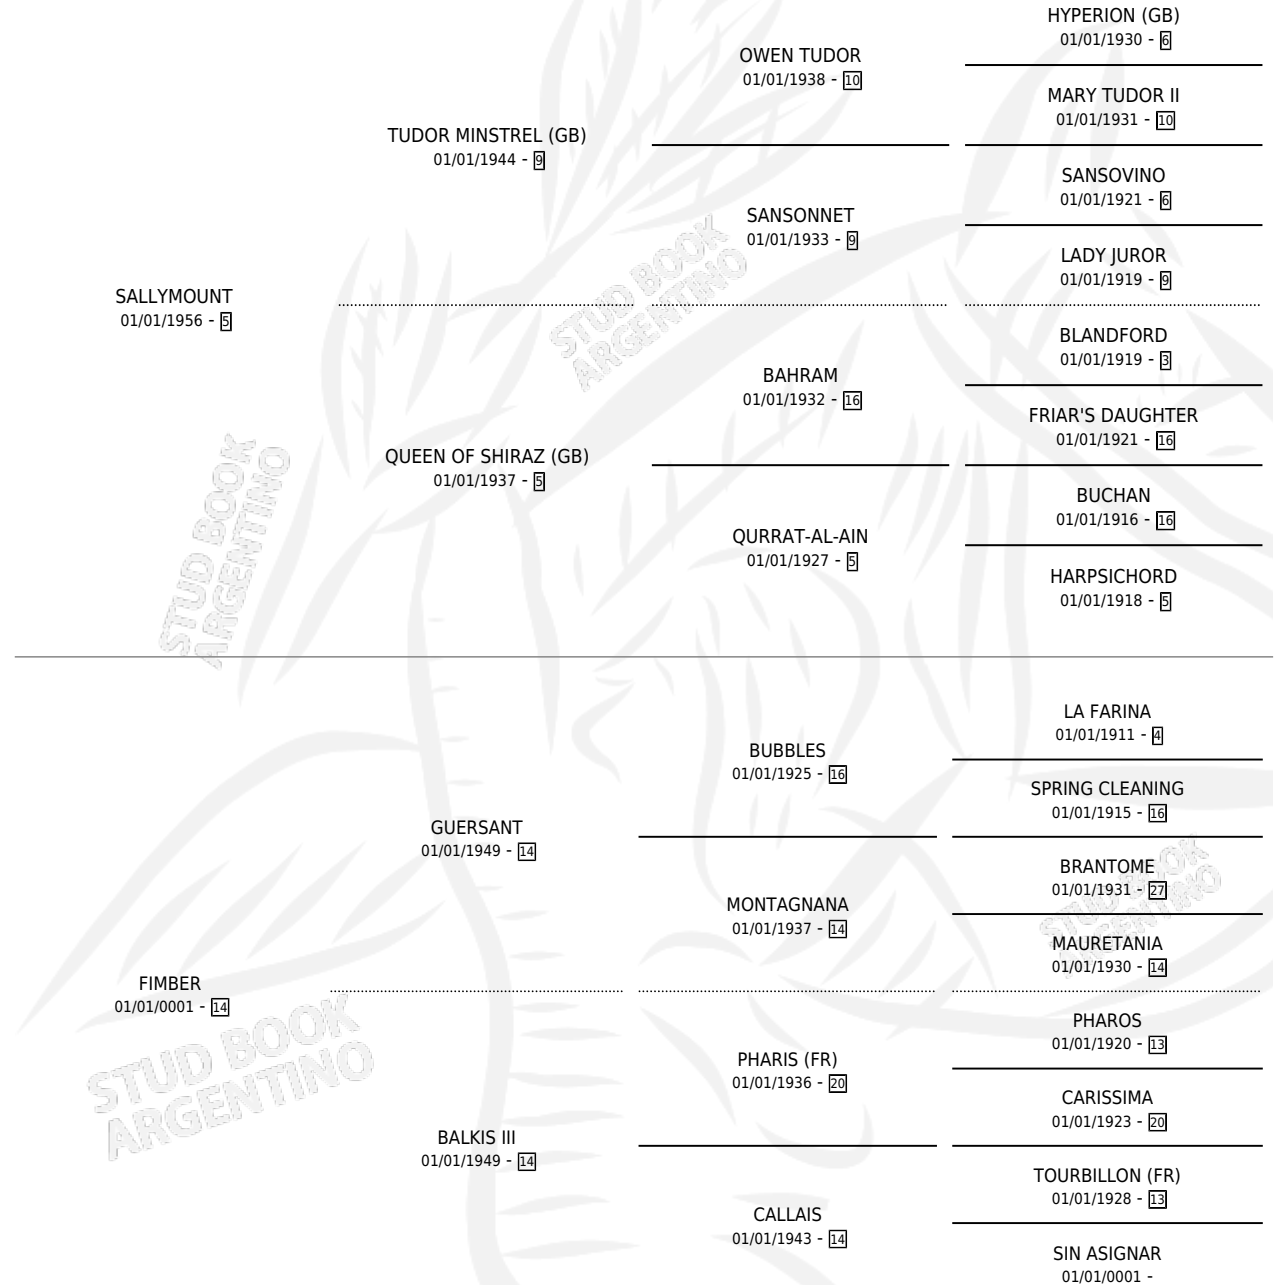 HYPERION (GB)
01/01/1930 - 6
OWEN TUDOR
01/01/1938 - 10
MARY TUDOR II
01/01/1931 - 10
TUDOR MINSTREL (GB)
01/01/1944 - 9
SANSOVINO
01/01/1921 - 6
SANSONNET
01/01/1933 - 9
LADY JUROR
01/01/1919 - 9
SALLYMOUNT
01/01/1956 - 5
STUD BOOK
ARGENTINO
BLANDFORD
01/01/1919 - 3
BAHRAM
01/01/1932 - 16
FRIAR'S DAUGHTER
01/01/1921 - 16
QUEEN OF SHIRAZ (GB)
01/01/1937 - 5
BUCHAN
01/01/1916 - 16
QURRAT-AL-AIN
01/01/1927 - 5
HARPSICHORD
01/01/1918 - 5
STUD BOOK
ARGENTINO
LA FARINA
01/01/1911 - 4
BUBBLES
01/01/1925 - 16
SPRING CLEANING
01/01/1915 - 16
GUERSANT
01/01/1949 - 14
BRANTOME
01/01/1931 - 27
MONTAGNANA
01/01/1937 - 14
STUD BOOK
ARGENTINO
MAURETANIA
01/01/1930 - 14
FIMBER
01/01/0001 - 14
PHAROS
01/01/1920 - 13
PHARIS (FR)
01/01/1936 - 20
STUD BOOK
ARGENTINO
CARISSIMA
01/01/1923 - 20
BALKIS III
01/01/1949 - 14
TOURBILLON (FR)
01/01/1928 - 13
CALLAIS
01/01/1943 - 14
SIN ASIGNAR
01/01/0001 -